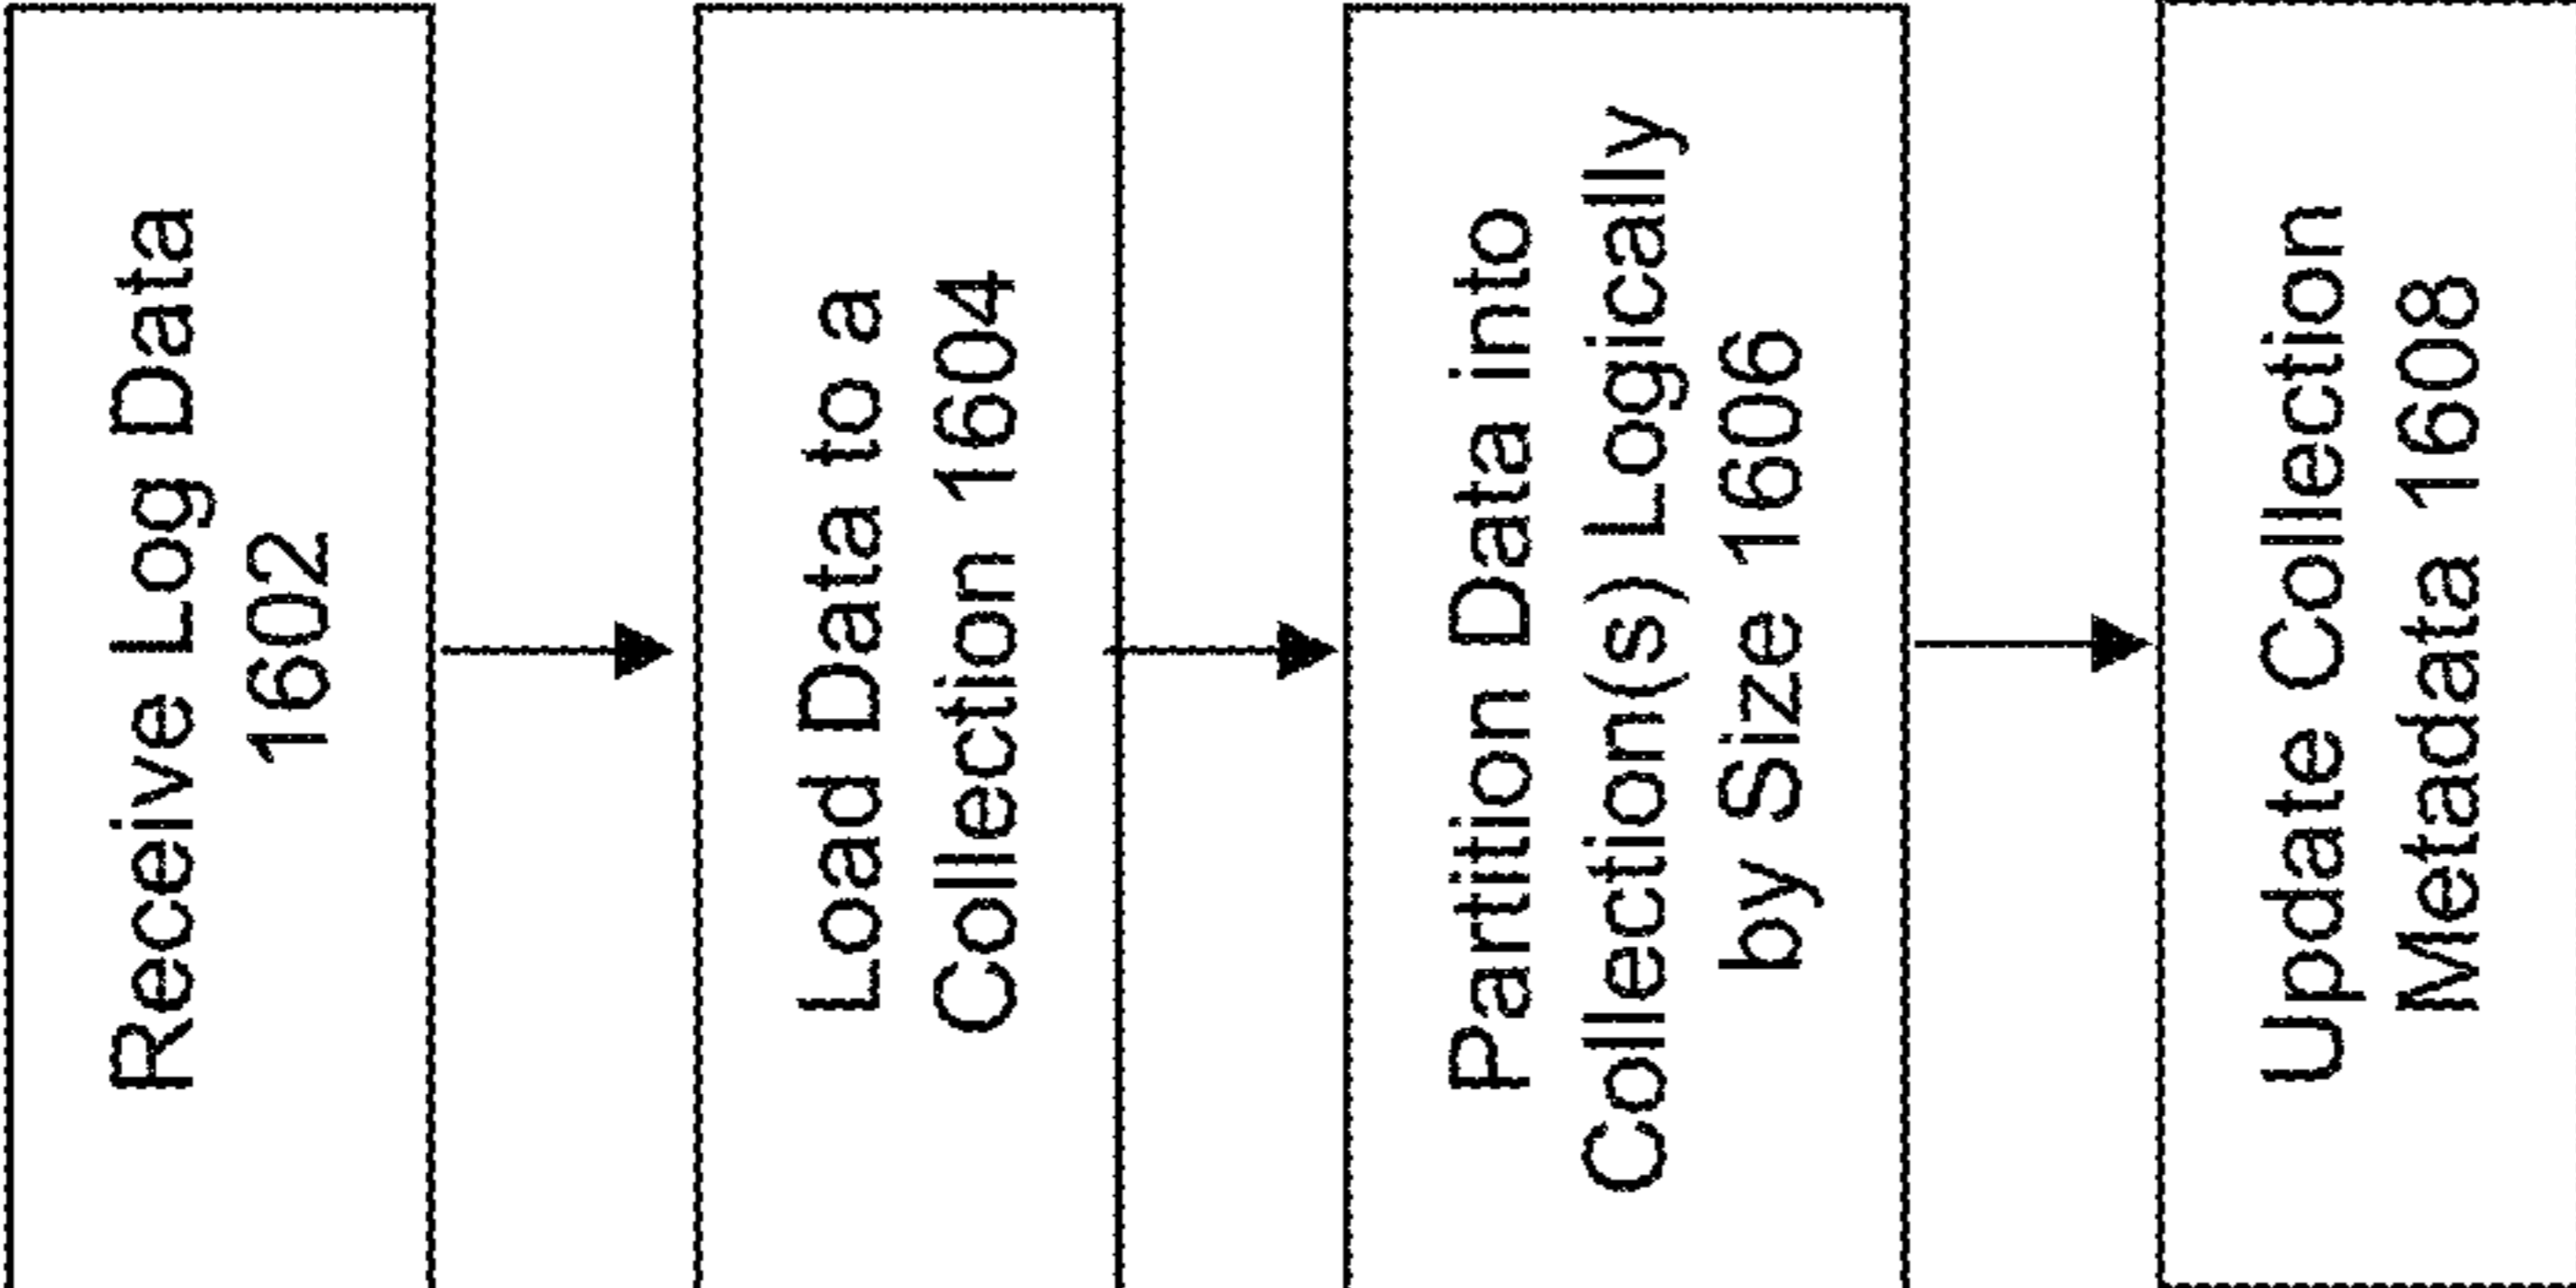 Receive Log Data
1602
Load Data to a
Collection 1604
Partition Data into
Collection(s) Logically
by Size 1606
Update Collection
Metadata 1608